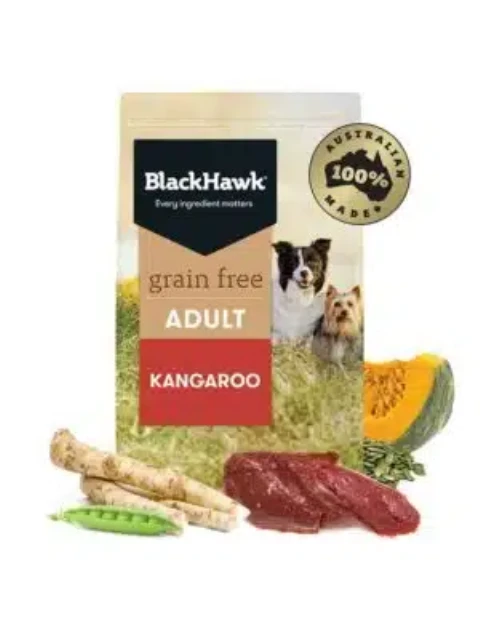 BlackHawk
Every ingredient matters
grain free
ADULT
KANGAROO
AUSTRALIAN
100%
MADE